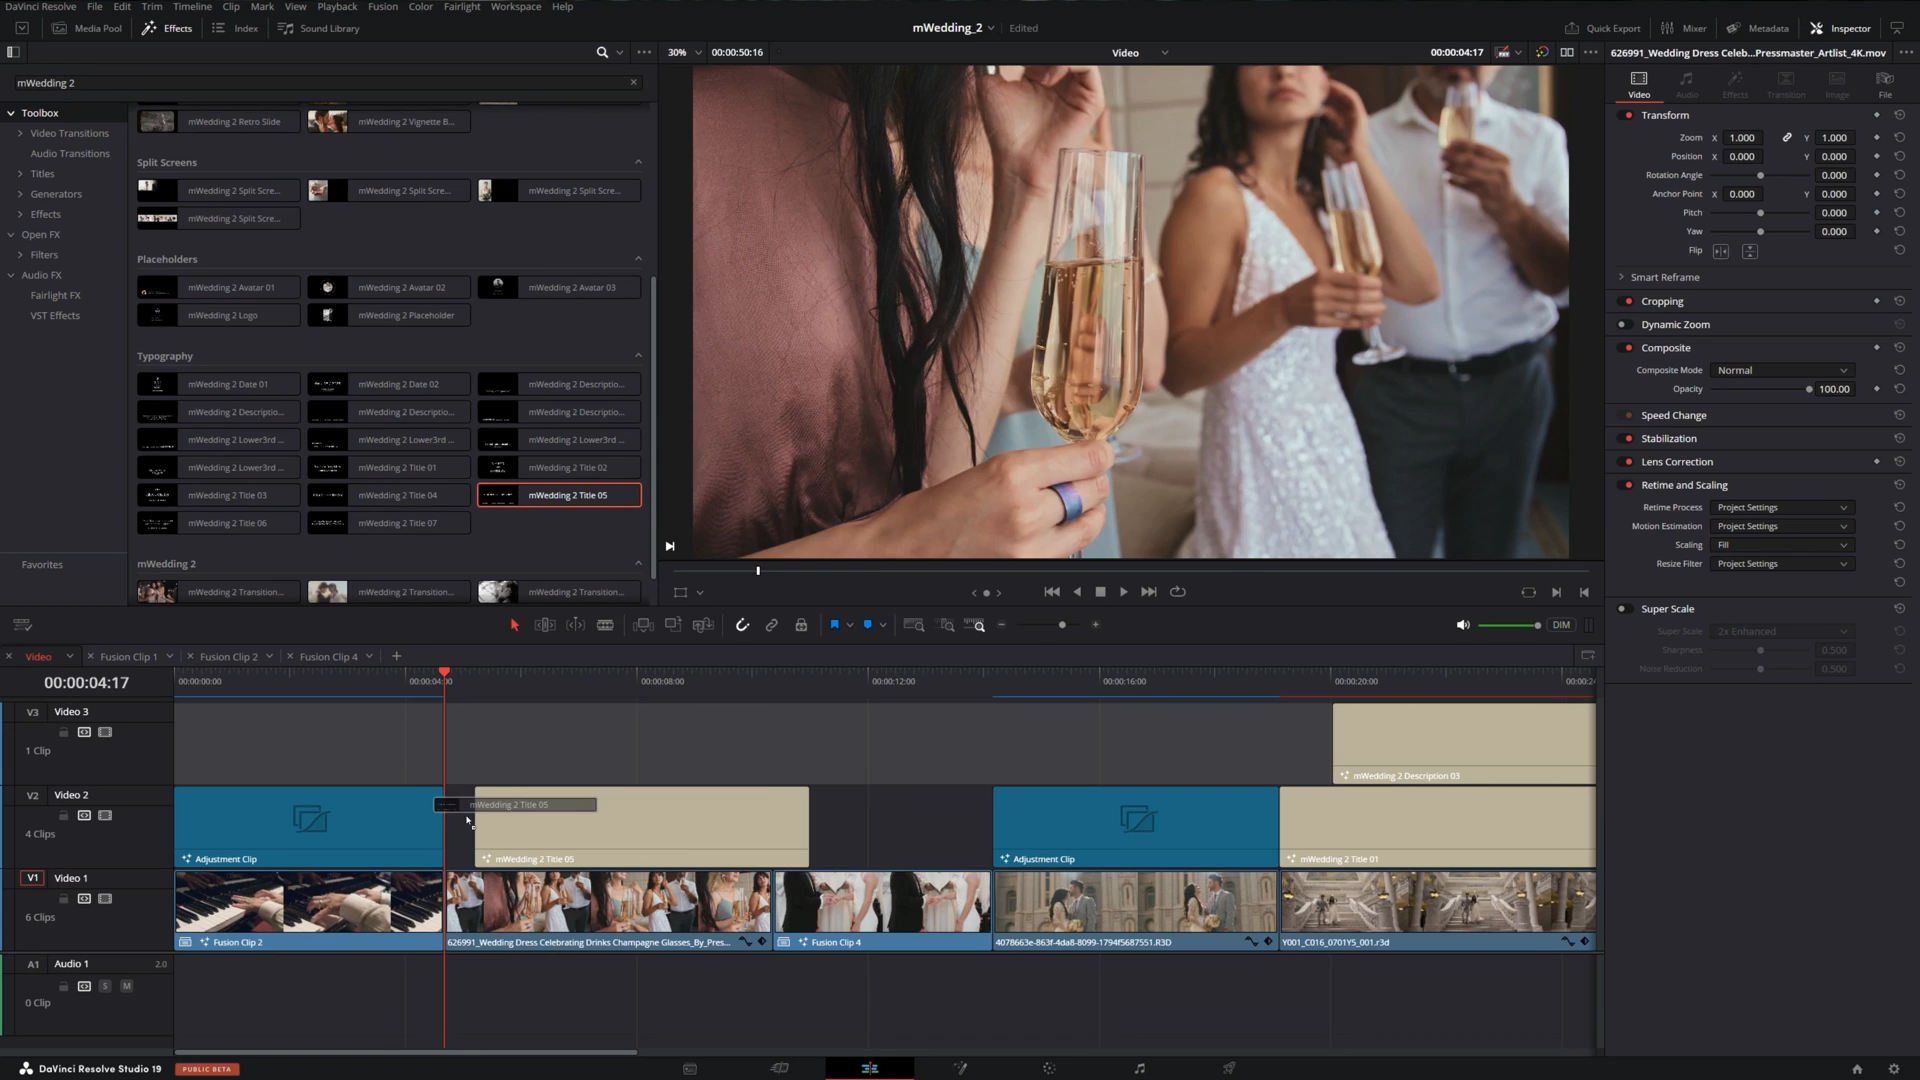 DaVinci Resolve File Edit Trim Timeline Clip Mark View Playback Fusion Color Fairlight Workspace Help
Media Pool Effects Index Sound Library mWedding_2 Edited Quick Export Mixer Metadata Inspector
30% 00:00:50:16 Video 00:00:04:17 626991_Wedding Dress Celeb...Pressmaster_Artlist_4K.mov
mWedding 2
Video Audio Effects Transition Image File
Toolbox
Video Transitions
Audio Transitions
Titles
Generators
Effects
Open FX
Filters
Audio FX
Fairlight FX
VST Effects
Favorites
mWedding 2 Retro Slide mWedding 2 Vignette B...
Split Screens
mWedding 2 Split Scre... mWedding 2 Split Scre... mWedding 2 Split Scre...
mWedding 2 Split Scre...
Placeholders
mWedding 2 Avatar 01 mWedding 2 Avatar 02 mWedding 2 Avatar 03
mWedding 2 Logo mWedding 2 Placeholder
Typography
mWedding 2 Date 01 mWedding 2 Date 02 mWedding 2 Descriptio...
mWedding 2 Descriptio... mWedding 2 Descriptio... mWedding 2 Descriptio...
mWedding 2 Lower3rd ... mWedding 2 Lower3rd ... mWedding 2 Lower3rd ...
mWedding 2 Lower3rd ... mWedding 2 Title 01 mWedding 2 Title 02
mWedding 2 Title 03 mWedding 2 Title 04 mWedding 2 Title 05
mWedding 2 Title 06 mWedding 2 Title 07
mWedding 2
mWedding 2 Transition... mWedding 2 Transition... mWedding 2 Transition...
Transform
Zoom X 1.000 Y 1.000
Position X 0.000 Y 0.000
Rotation Angle 0.000
Anchor Point X 0.000 Y 0.000
Pitch 0.000
Yaw 0.000
Flip
Smart Reframe
Cropping
Dynamic Zoom
Composite
Composite Mode Normal
Opacity 100.00
Speed Change
Stabilization
Lens Correction
Retime and Scaling
Retime Process Project Settings
Motion Estimation Project Settings
Scaling Fill
Resize Filter Project Settings
Super Scale
Super Scale 2x Enhanced
Sharpness 0.500
Noise Reduction 0.500
DIM
Video Fusion Clip 1 Fusion Clip 2 Fusion Clip 4
00:00:04:17 00:00:00:00 00:00:04:00 00:00:08:00 00:00:12:00 00:00:16:00 00:00:20:00 00:00:24
V3 Video 3
1 Clip
mWedding 2 Description 03
V2 Video 2
mWedding 2 Title 05
4 Clips
Adjustment Clip mWedding 2 Title 05 Adjustment Clip mWedding 2 Title 01
V1 Video 1
6 Clips
Fusion Clip 2 626991_Wedding Dress Celebrating Drinks Champagne Glasses_By_Pres... Fusion Clip 4 4078663e-863f-4da8-8099-1794f5687551.R3D Y001_C016_0701Y5_001.r3d
A1 Audio 1 2.0
S M
0 Clip
DaVinci Resolve Studio 19 PUBLIC BETA